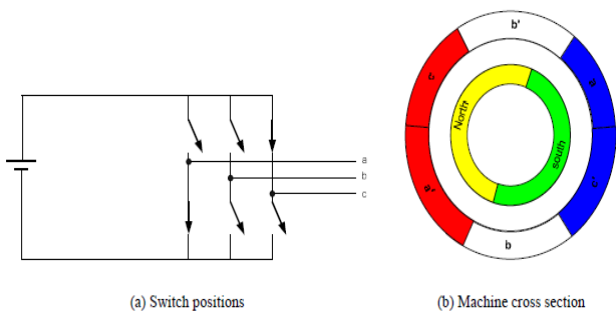 a
b
c
(a) Switch positions
b'
c
a
North
south
a'
c'
b
(b) Machine cross section